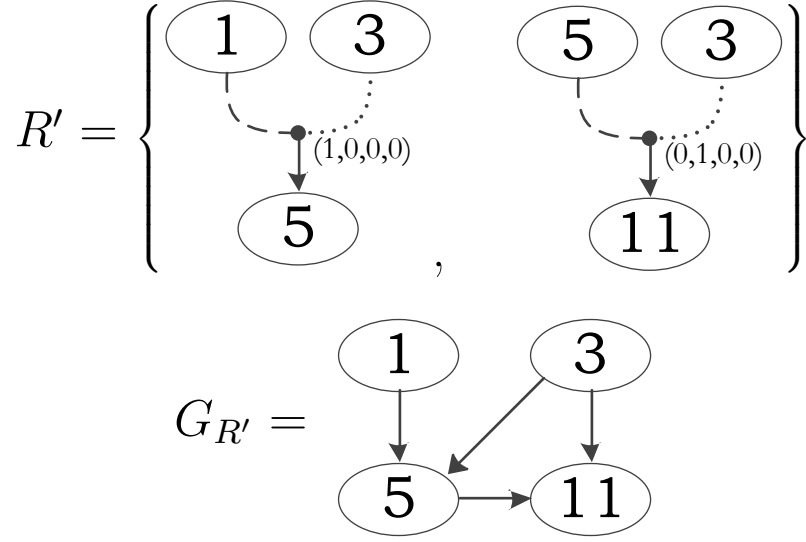 1 3 5 3
R′ = { (1,0,0,0) (0,1,0,0) }
5 , 11
1 3
G_{R′} =
5 11